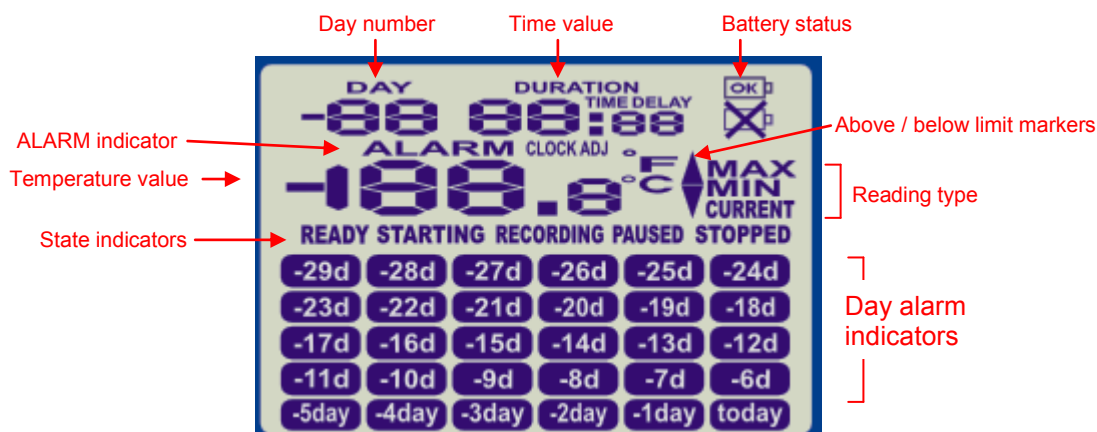 Day number Time value Battery status
DAY DURATION OK
-88 88:88 TIME DELAY
ALARM indicator ALARM CLOCK ADJ °F Above / below limit markers
Temperature value -188.8 °C MAX
MIN Reading type
CURRENT
State indicators READY STARTING RECORDING PAUSED STOPPED
-29d -28d -27d -26d -25d -24d
-23d -22d -21d -20d -19d -18d
Day alarm
indicators
-17d -16d -15d -14d -13d -12d
-11d -10d -9d -8d -7d -6d
-5day -4day -3day -2day -1day today